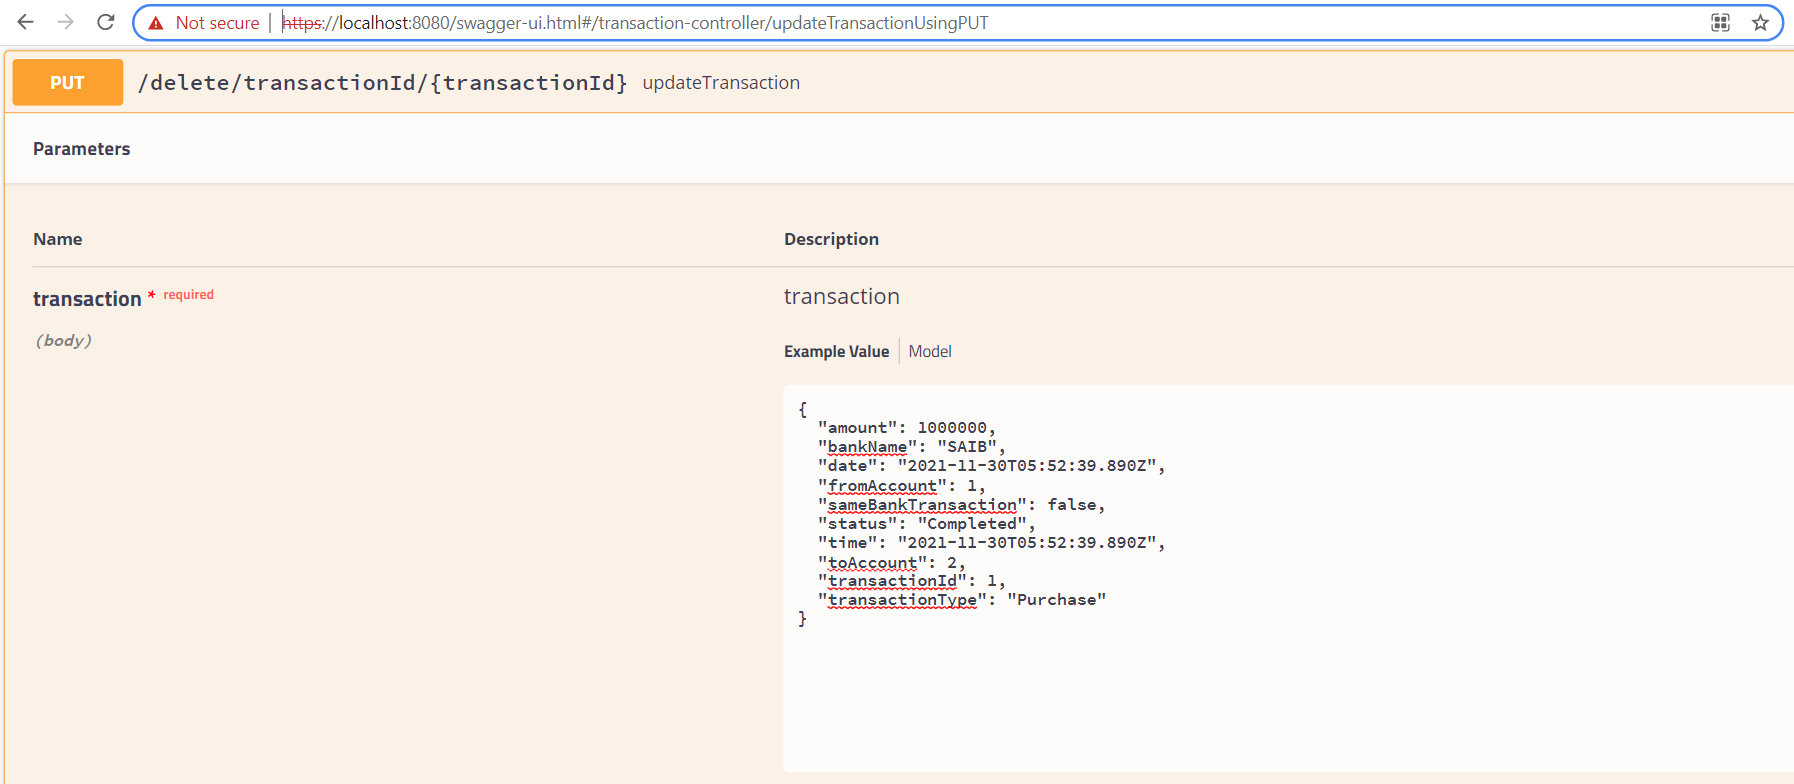 Not secure | https://localhost:8080/swagger-ui.html#/transaction-controller/updateTransactionUsingPUT
PUT /delete/transactionId/{transactionId} updateTransaction
Parameters
Name Description
transaction * required transaction
(body)
Example Value | Model
{
"amount": 1000000,
"bankName": "SAIB",
"date": "2021-11-30T05:52:39.890Z",
"fromAccount": 1,
"sameBankTransaction": false,
"status": "Completed",
"time": "2021-11-30T05:52:39.890Z",
"toAccount": 2,
"transactionId": 1,
"transactionType": "Purchase"
}